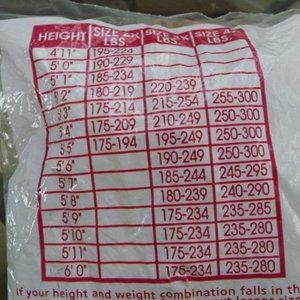 HEIGHT SIZE 2X LBS. SIZE 3X LBS. SIZE 4X LBS.
4'11" 195-224
5'0" 190-229
5'1" 185-234
5'2" 180-219 220-239
5'3" 175-214 215-254 255-300
5'4" 175-209 210-249 250-300
5'5" 175-194 195-249 250-300
5'6" 190-249 250-300
5'7" 185-244 245-295
5'8" 180-239 240-290
5'9" 175-234 235-285
5'10" 175-234 235-280
5'11" 175-234 235-280
6'0" 175-234 235-280
If your height and weight combination falls in the